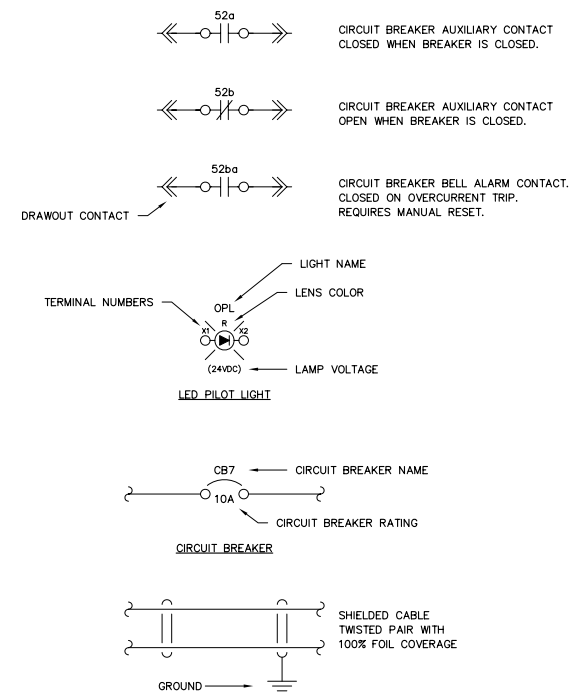 52a
CIRCUIT BREAKER AUXILIARY CONTACT
CLOSED WHEN BREAKER IS CLOSED.
52b
CIRCUIT BREAKER AUXILIARY CONTACT
OPEN WHEN BREAKER IS CLOSED.
52ba
CIRCUIT BREAKER BELL ALARM CONTACT.
CLOSED ON OVERCURRENT TRIP.
REQUIRES MANUAL RESET.
DRAWOUT CONTACT
LIGHT NAME
LENS COLOR
TERMINAL NUMBERS
OPL
R
X1
X2
(24VDC)
LAMP VOLTAGE
LED PILOT LIGHT
CB7
CIRCUIT BREAKER NAME
10A
CIRCUIT BREAKER RATING
CIRCUIT BREAKER
SHIELDED CABLE
TWISTED PAIR WITH
100% FOIL COVERAGE
GROUND